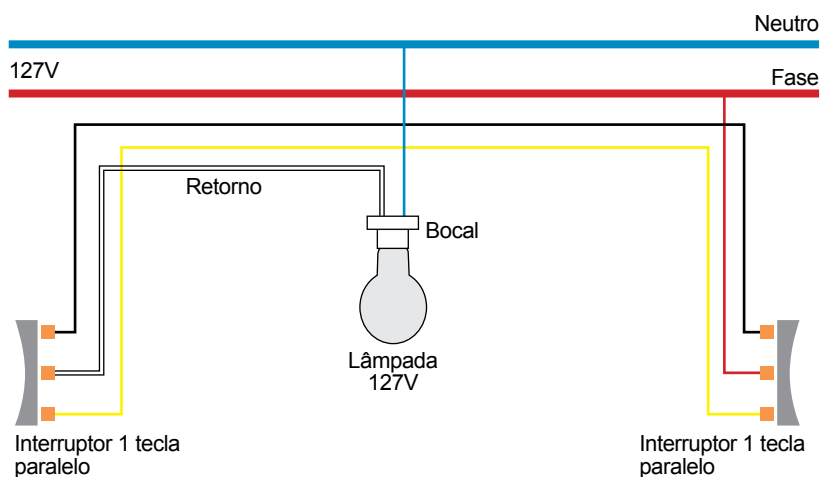 Neutro
127V
Fase
Retorno
Bocal
Lâmpada
127V
Interruptor 1 tecla
paralelo
Interruptor 1 tecla
paralelo